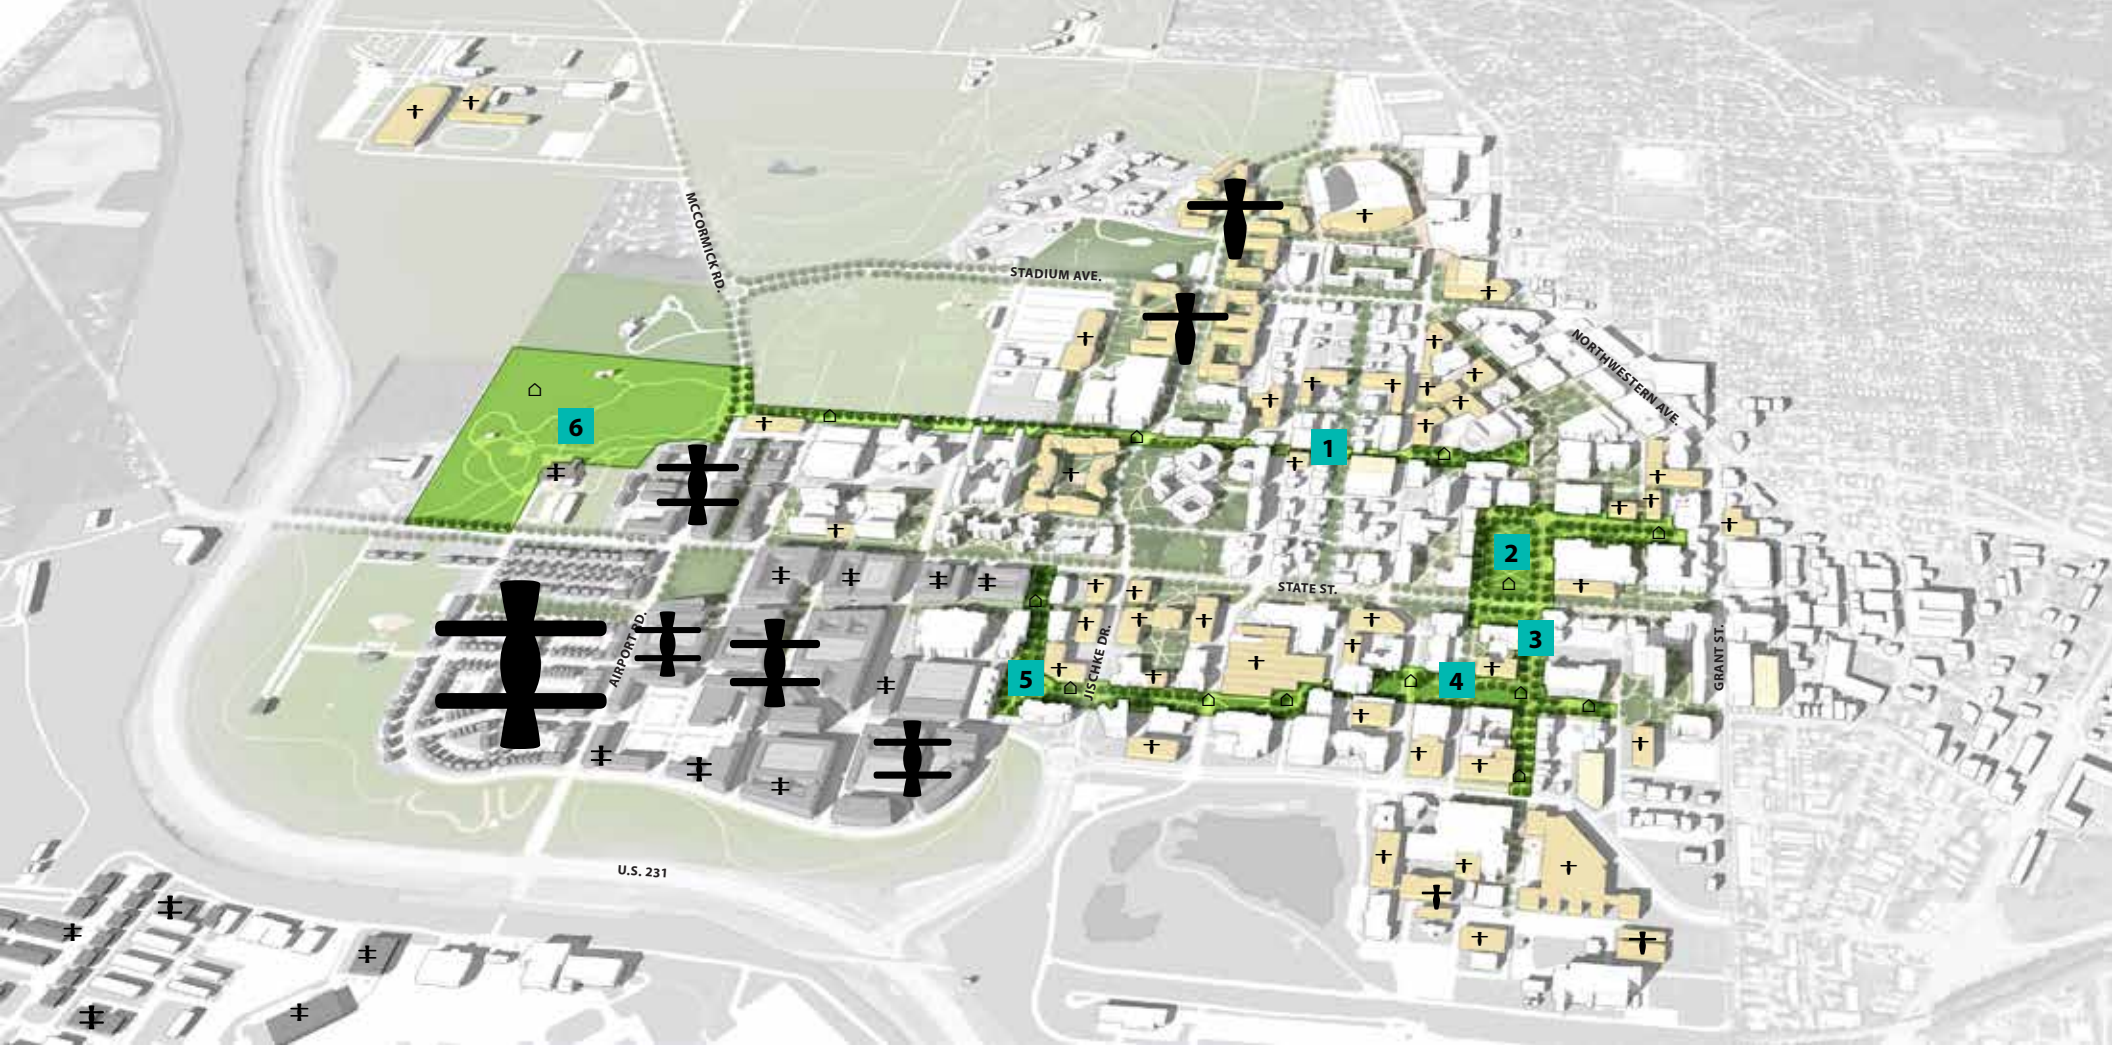 MCCORMICK RD.
STADIUM AVE.
NORTHWESTERN AVE.
6
1
2
STATE ST.
3
AIRPORT RD.
JISCHKE DR.
GRANT ST.
5
4
U.S. 231